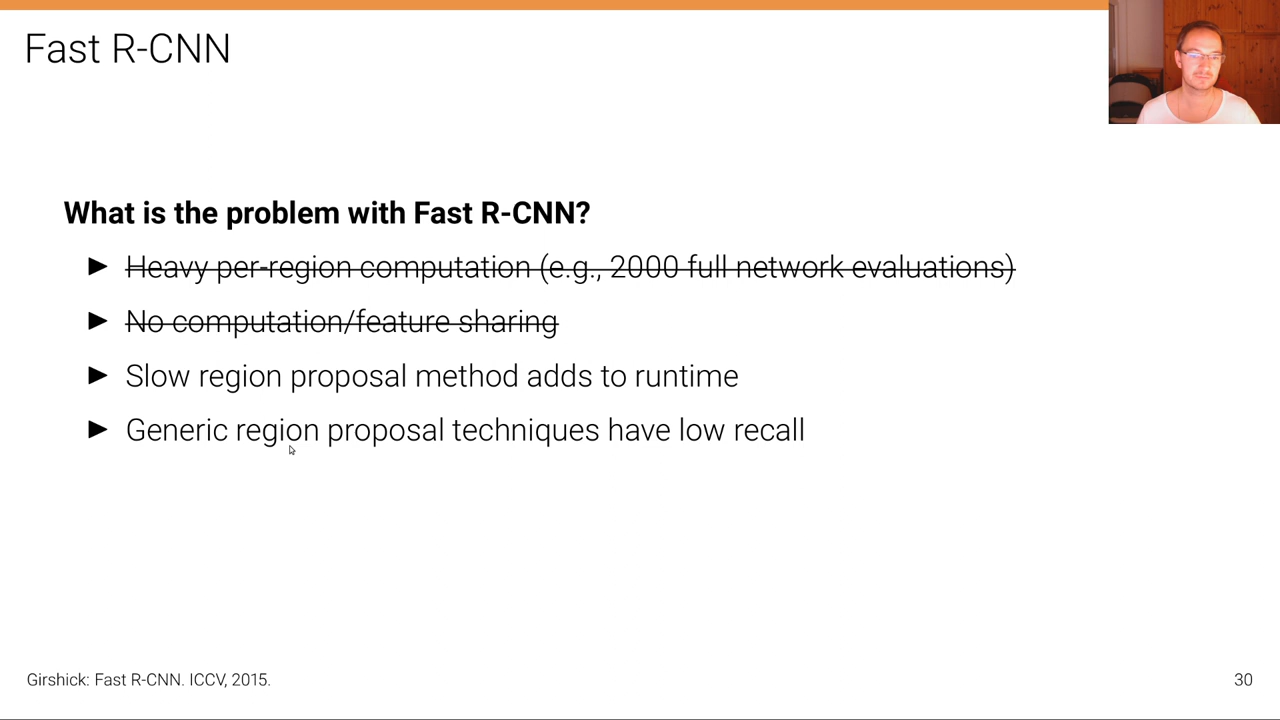 Fast R-CNN
What is the problem with Fast R-CNN?
Heavy per-region computation (e.g., 2000 full network evaluations)
No computation/feature sharing
Slow region proposal method adds to runtime
Generic region proposal techniques have low recall
Girshick: Fast R-CNN. ICCV, 2015.
30